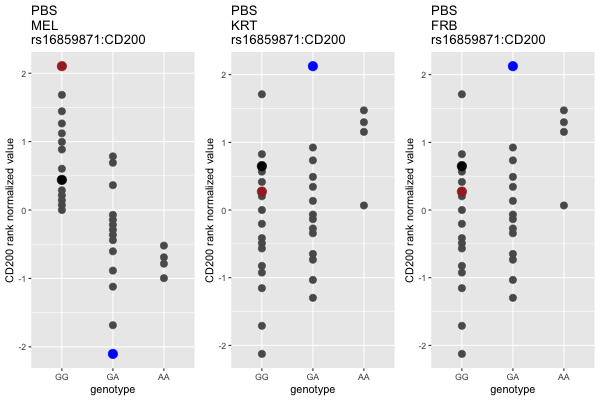 PBS
MEL
rs16859871:CD200
CD200 rank normalized value
2
1
0
-1
-2
GG
GA
AA
genotype
PBS
KRT
rs16859871:CD200
CD200 rank normalized value
2
1
0
-1
-2
GG
GA
AA
genotype
PBS
FRB
rs16859871:CD200
CD200 rank normalized value
2
1
0
-1
-2
GG
GA
AA
genotype